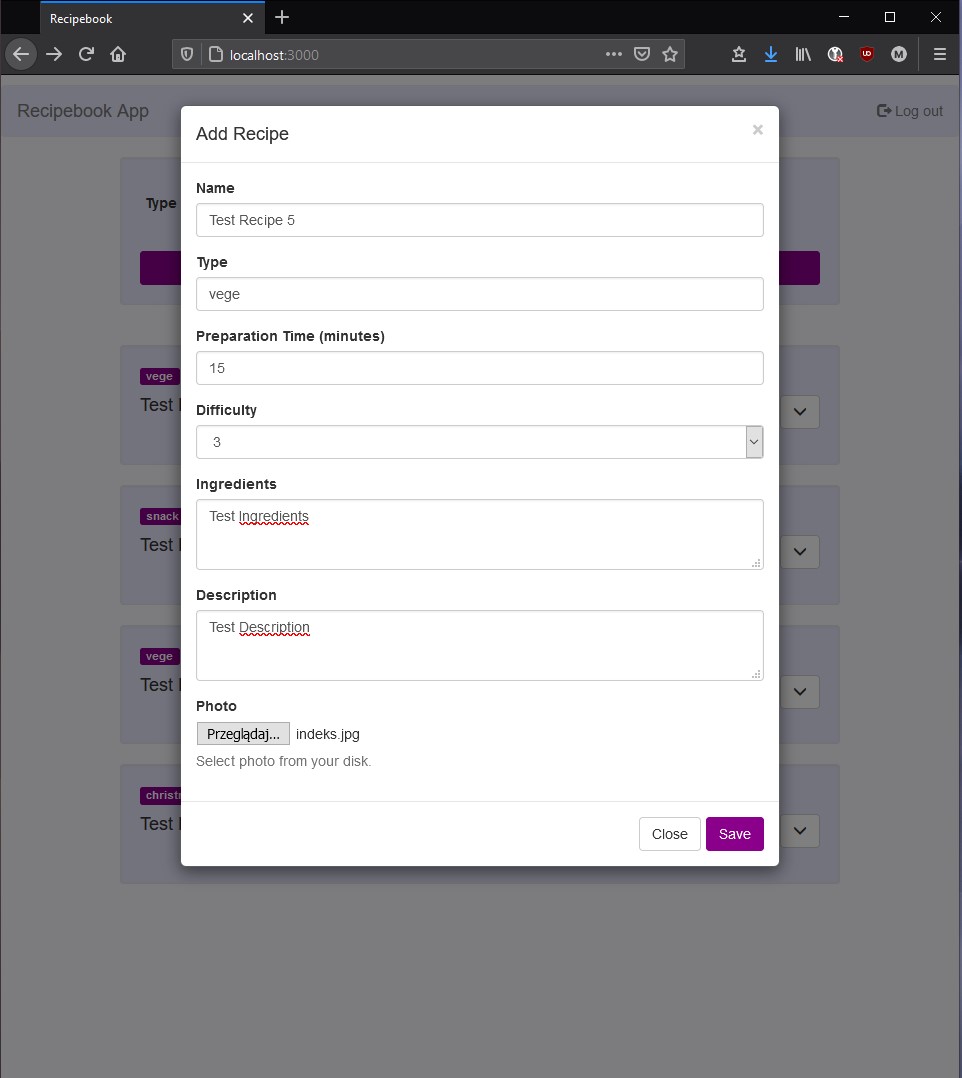 Recipebook
localhost:3000
Recipebook App
Log out
Add Recipe
Type
Name
Test Recipe 5
Type
vege
Preparation Time (minutes)
15
Difficulty
3
Ingredients
Test Ingredients
Description
Test Description
Photo
Przeglądaj... indeks.jpg
Select photo from your disk.
Close Save
vege
Test
snack
Test
vege
Test
Test